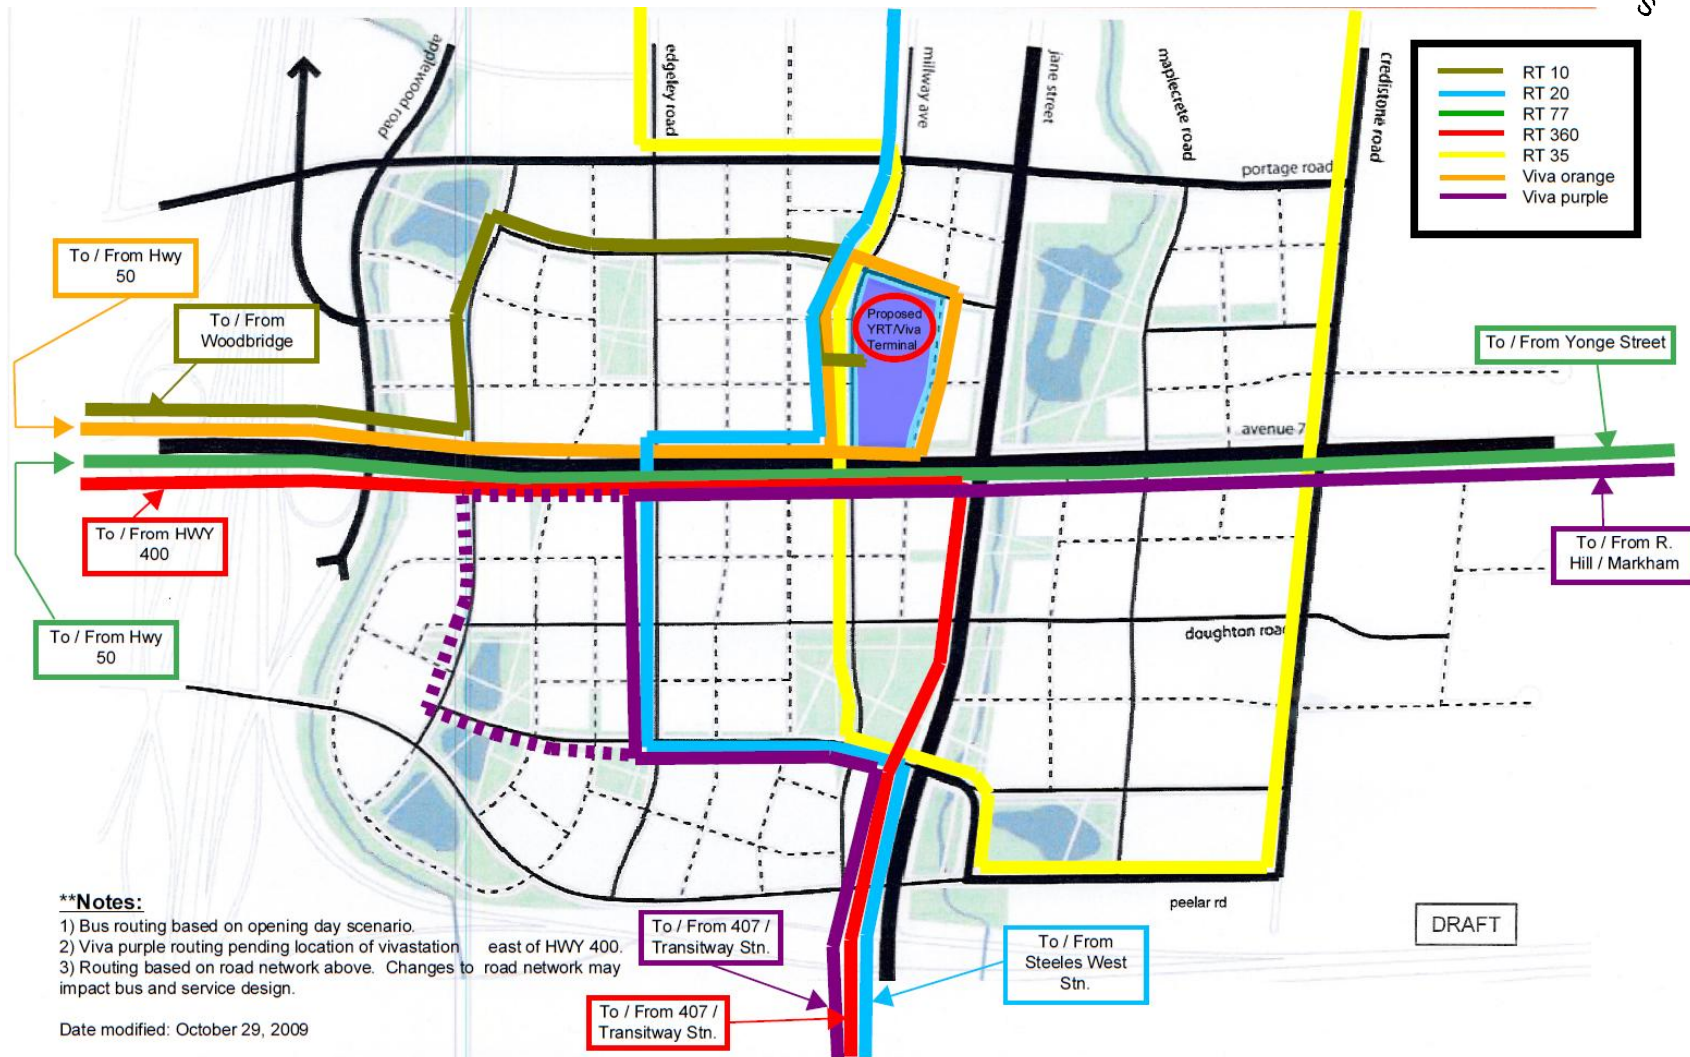 S
applewood road
edgeley road
millway ave
jane street
maplecrete road
credistone road
portage road
RT 10
RT 20
RT 77
RT 360
RT 35
Viva orange
Viva purple
To / From Hwy
50
To / From
Woodbridge
Proposed
YRT/Viva
Terminal
To / From Yonge Street
avenue 7
To / From HWY
400
To / From R.
Hill / Markham
To / From Hwy
50
doughton road
peelar rd
**Notes:
1) Bus routing based on opening day scenario.
2) Viva purple routing pending location of vivastation east of HWY 400.
3) Routing based on road network above. Changes to road network may
impact bus and service design.
Date modified: October 29, 2009
To / From 407 /
Transitway Stn.
To / From 407 /
Transitway Stn.
To / From
Steeles West
Stn.
DRAFT